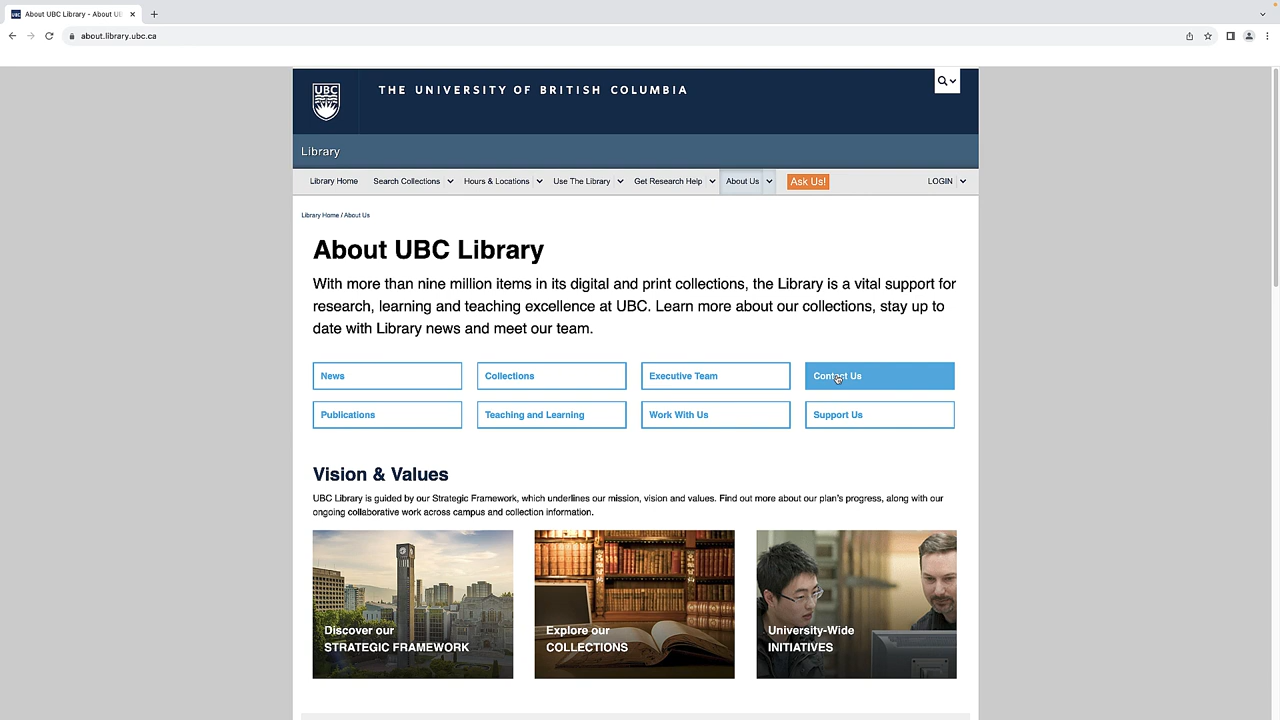 About UBC Library - About UB
about.library.ubc.ca
UBC
THE UNIVERSITY OF BRITISH COLUMBIA
Library
Library Home Search Collections Hours & Locations Use The Library Get Research Help About Us Ask Us! LOGIN
Library Home / About Us
About UBC Library
With more than nine million items in its digital and print collections, the Library is a vital support for
research, learning and teaching excellence at UBC. Learn more about our collections, stay up to
date with Library news and meet our team.
News Collections Executive Team Contact Us
Publications Teaching and Learning Work With Us Support Us
Vision & Values
UBC Library is guided by our Strategic Framework, which underlines our mission, vision and values. Find out more about our plan's progress, along with our
ongoing collaborative work across campus and collection information.
Discover our
STRATEGIC FRAMEWORK
Explore our
COLLECTIONS
University-Wide
INITIATIVES